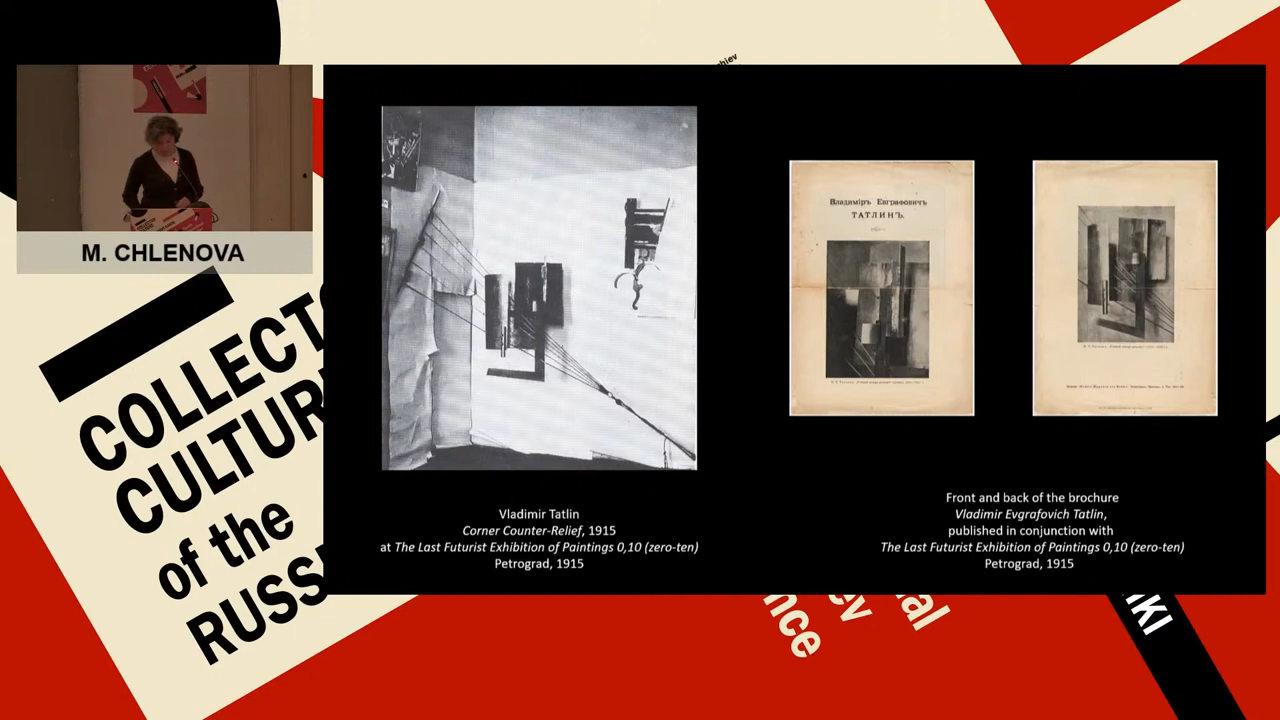 M. CHLENOVA
COLLECT
CULTUR
of the
RUSS
Vladimir Tatlin
Corner Counter-Relief, 1915
at The Last Futurist Exhibition of Paintings 0,10 (zero-ten)
Petrograd, 1915
Владимiръ Евграфовичъ
ТАТЛИНЪ.
Front and back of the brochure
Vladimir Evgrafovich Tatlin,
published in conjunction with
The Last Futurist Exhibition of Paintings 0,10 (zero-ten)
Petrograd, 1915